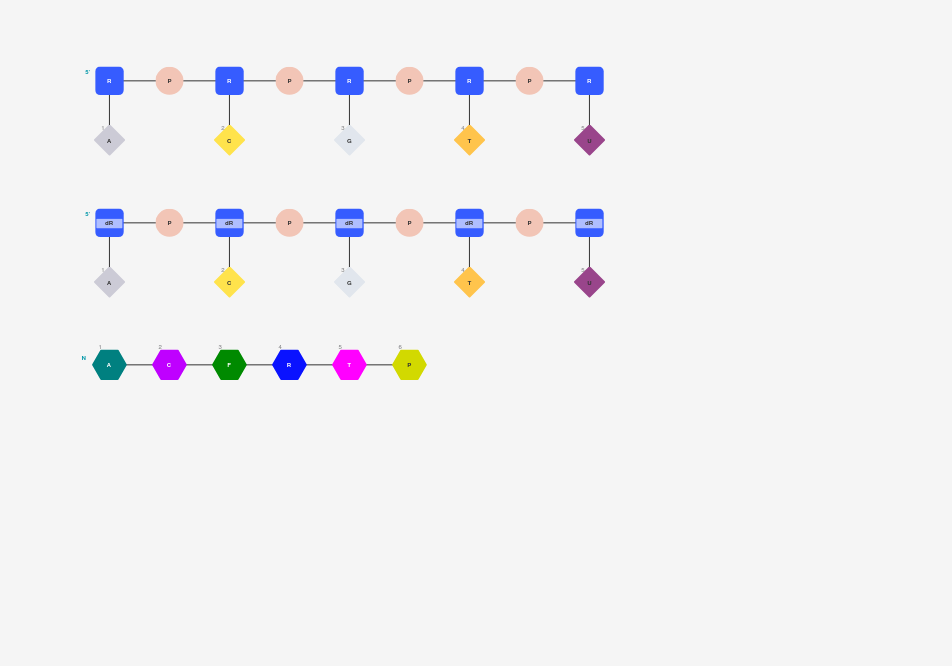 5' R P R P R P R P R
1 2 3 4 5
A C G T U
5' dR P dR P dR P dR P dR
1 2 3 4 5
A C G T U
1 2 3 4 5 6
N A C F R T P